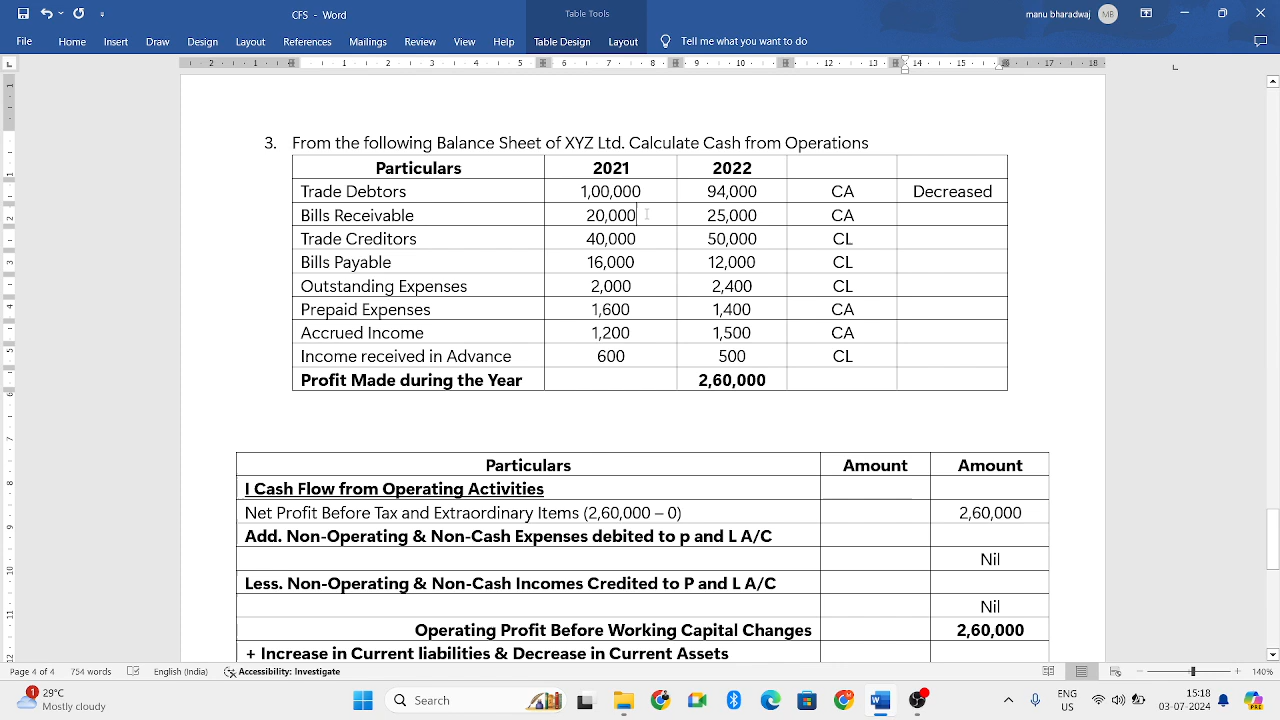 CFS - Word
Table Tools
manu bharadwaj MB
File Home Insert Draw Design Layout References Mailings Review View Help Table Design Layout Tell me what you want to do
3. From the following Balance Sheet of XYZ Ltd. Calculate Cash from Operations
Particulars 2021 2022
Trade Debtors 1,00,000 94,000 CA Decreased
Bills Receivable 20,000 25,000 CA
Trade Creditors 40,000 50,000 CL
Bills Payable 16,000 12,000 CL
Outstanding Expenses 2,000 2,400 CL
Prepaid Expenses 1,600 1,400 CA
Accrued Income 1,200 1,500 CA
Income received in Advance 600 500 CL
Profit Made during the Year 2,60,000
Particulars Amount Amount
I Cash Flow from Operating Activities
Net Profit Before Tax and Extraordinary Items (2,60,000 – 0) 2,60,000
Add. Non-Operating & Non-Cash Expenses debited to p and L A/C
Nil
Less. Non-Operating & Non-Cash Incomes Credited to P and L A/C
Nil
Operating Profit Before Working Capital Changes 2,60,000
+ Increase in Current liabilities & Decrease in Current Assets
Page 4 of 4 754 words English (India) Accessibility: Investigate 140%
29°C
Mostly cloudy
Search
ENG
US
15:18
03-07-2024